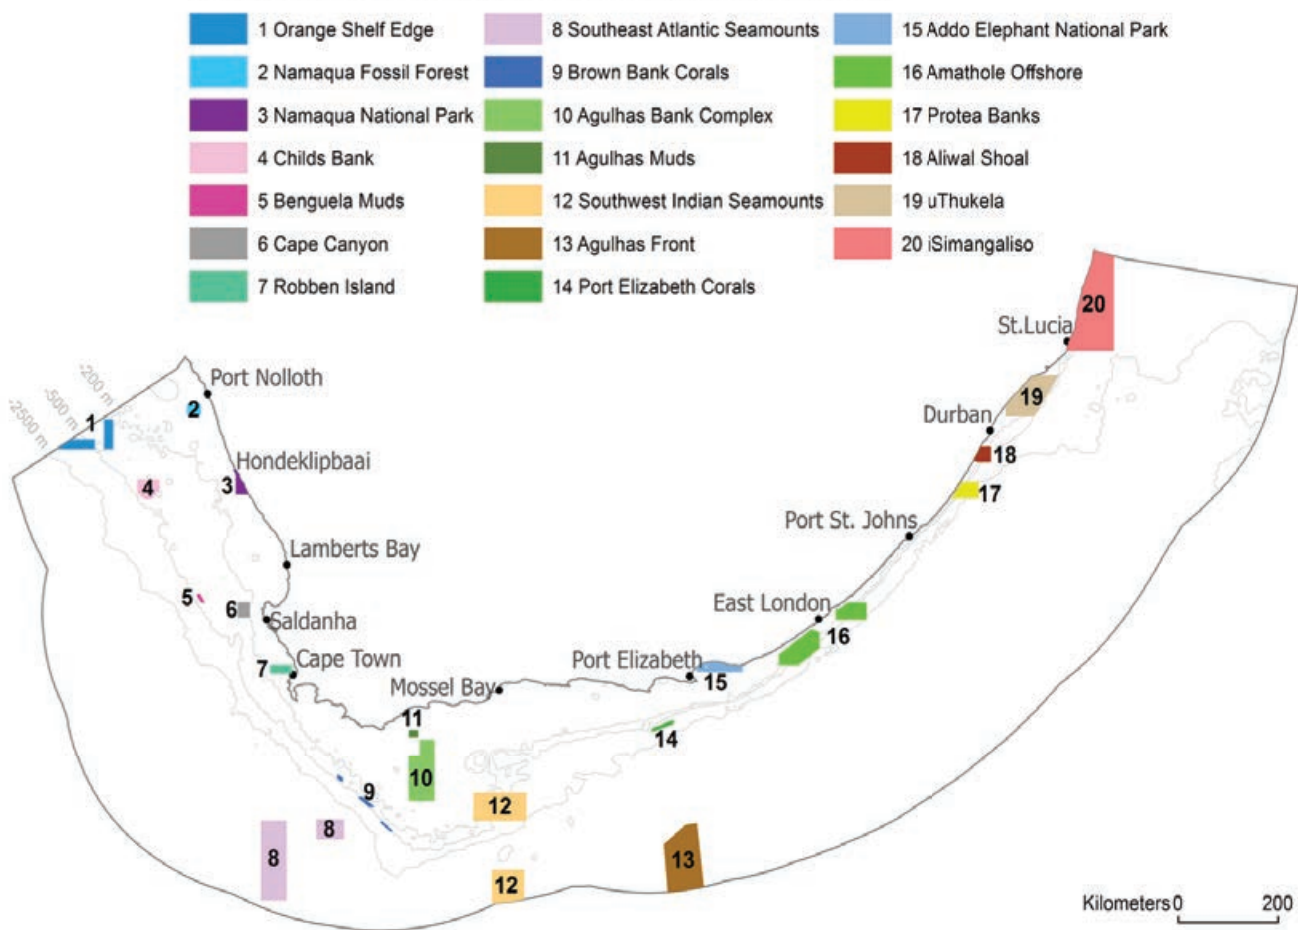 1 Orange Shelf Edge
2 Namaqua Fossil Forest
3 Namaqua National Park
4 Childs Bank
5 Benguela Muds
6 Cape Canyon
7 Robben Island
8 Southeast Atlantic Seamounts
9 Brown Bank Corals
10 Agulhas Bank Complex
11 Agulhas Muds
12 Southwest Indian Seamounts
13 Agulhas Front
14 Port Elizabeth Corals
15 Addo Elephant National Park
16 Amathole Offshore
17 Protea Banks
18 Aliwal Shoal
19 uThukela
20 iSimangaliso
20
St.Lucia
Port Nolloth
-200 m
-500 m
-2500 m
1
2
19
Durban
Hondeklipbaai
18
3
4
17
Port St. Johns
Lamberts Bay
5
6
East London
Saldanha
16
7
Cape Town
Port Elizabeth
15
Mossel Bay
11
14
10
9
12
8
8
13
12
Kilometers 0 200